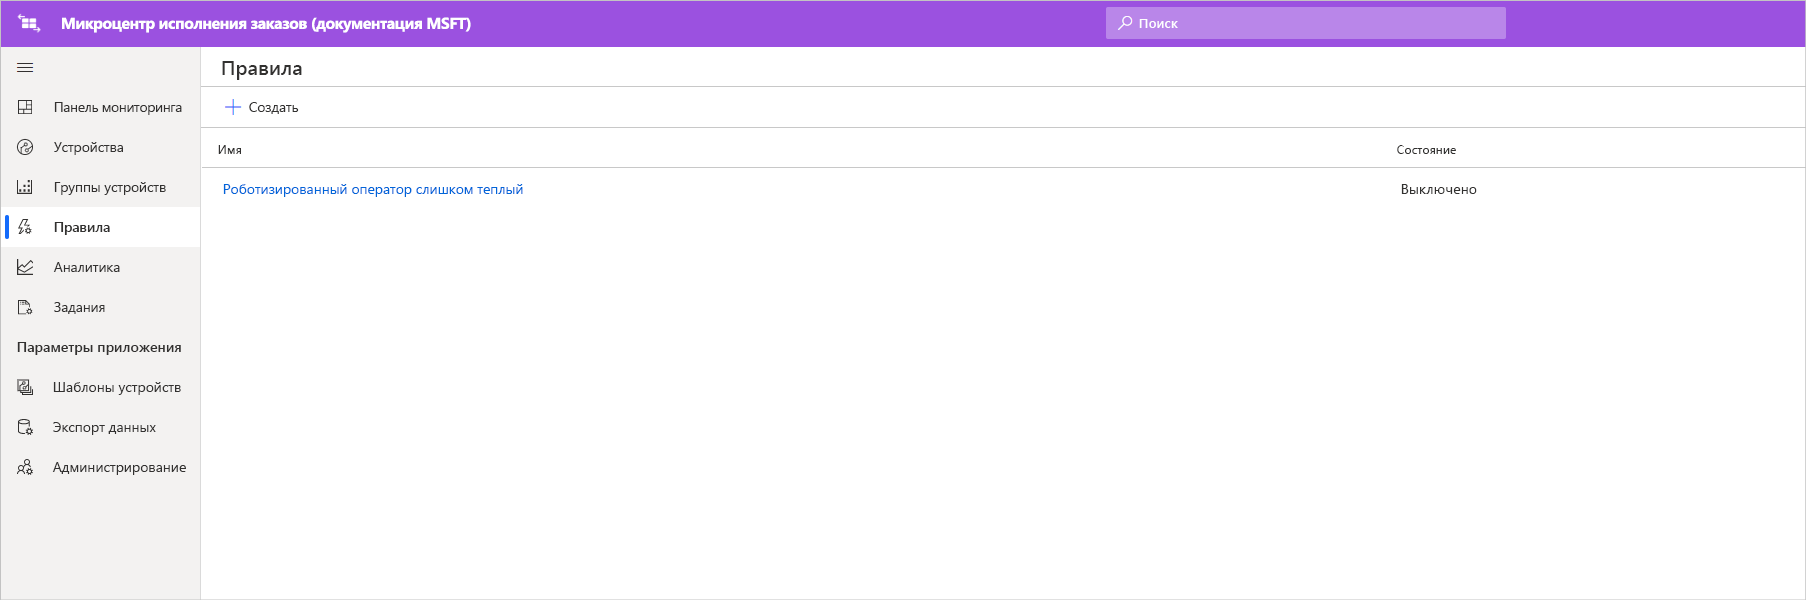 Микроцентр исполнения заказов (документация MSFT)
Поиск
Правила
Создать
Имя
Состояние
Роботизированный оператор слишком теплый
Выключено
Панель мониторинга
Устройства
Группы устройств
Правила
Аналитика
Задания
Параметры приложения
Шаблоны устройств
Экспорт данных
Администрирование